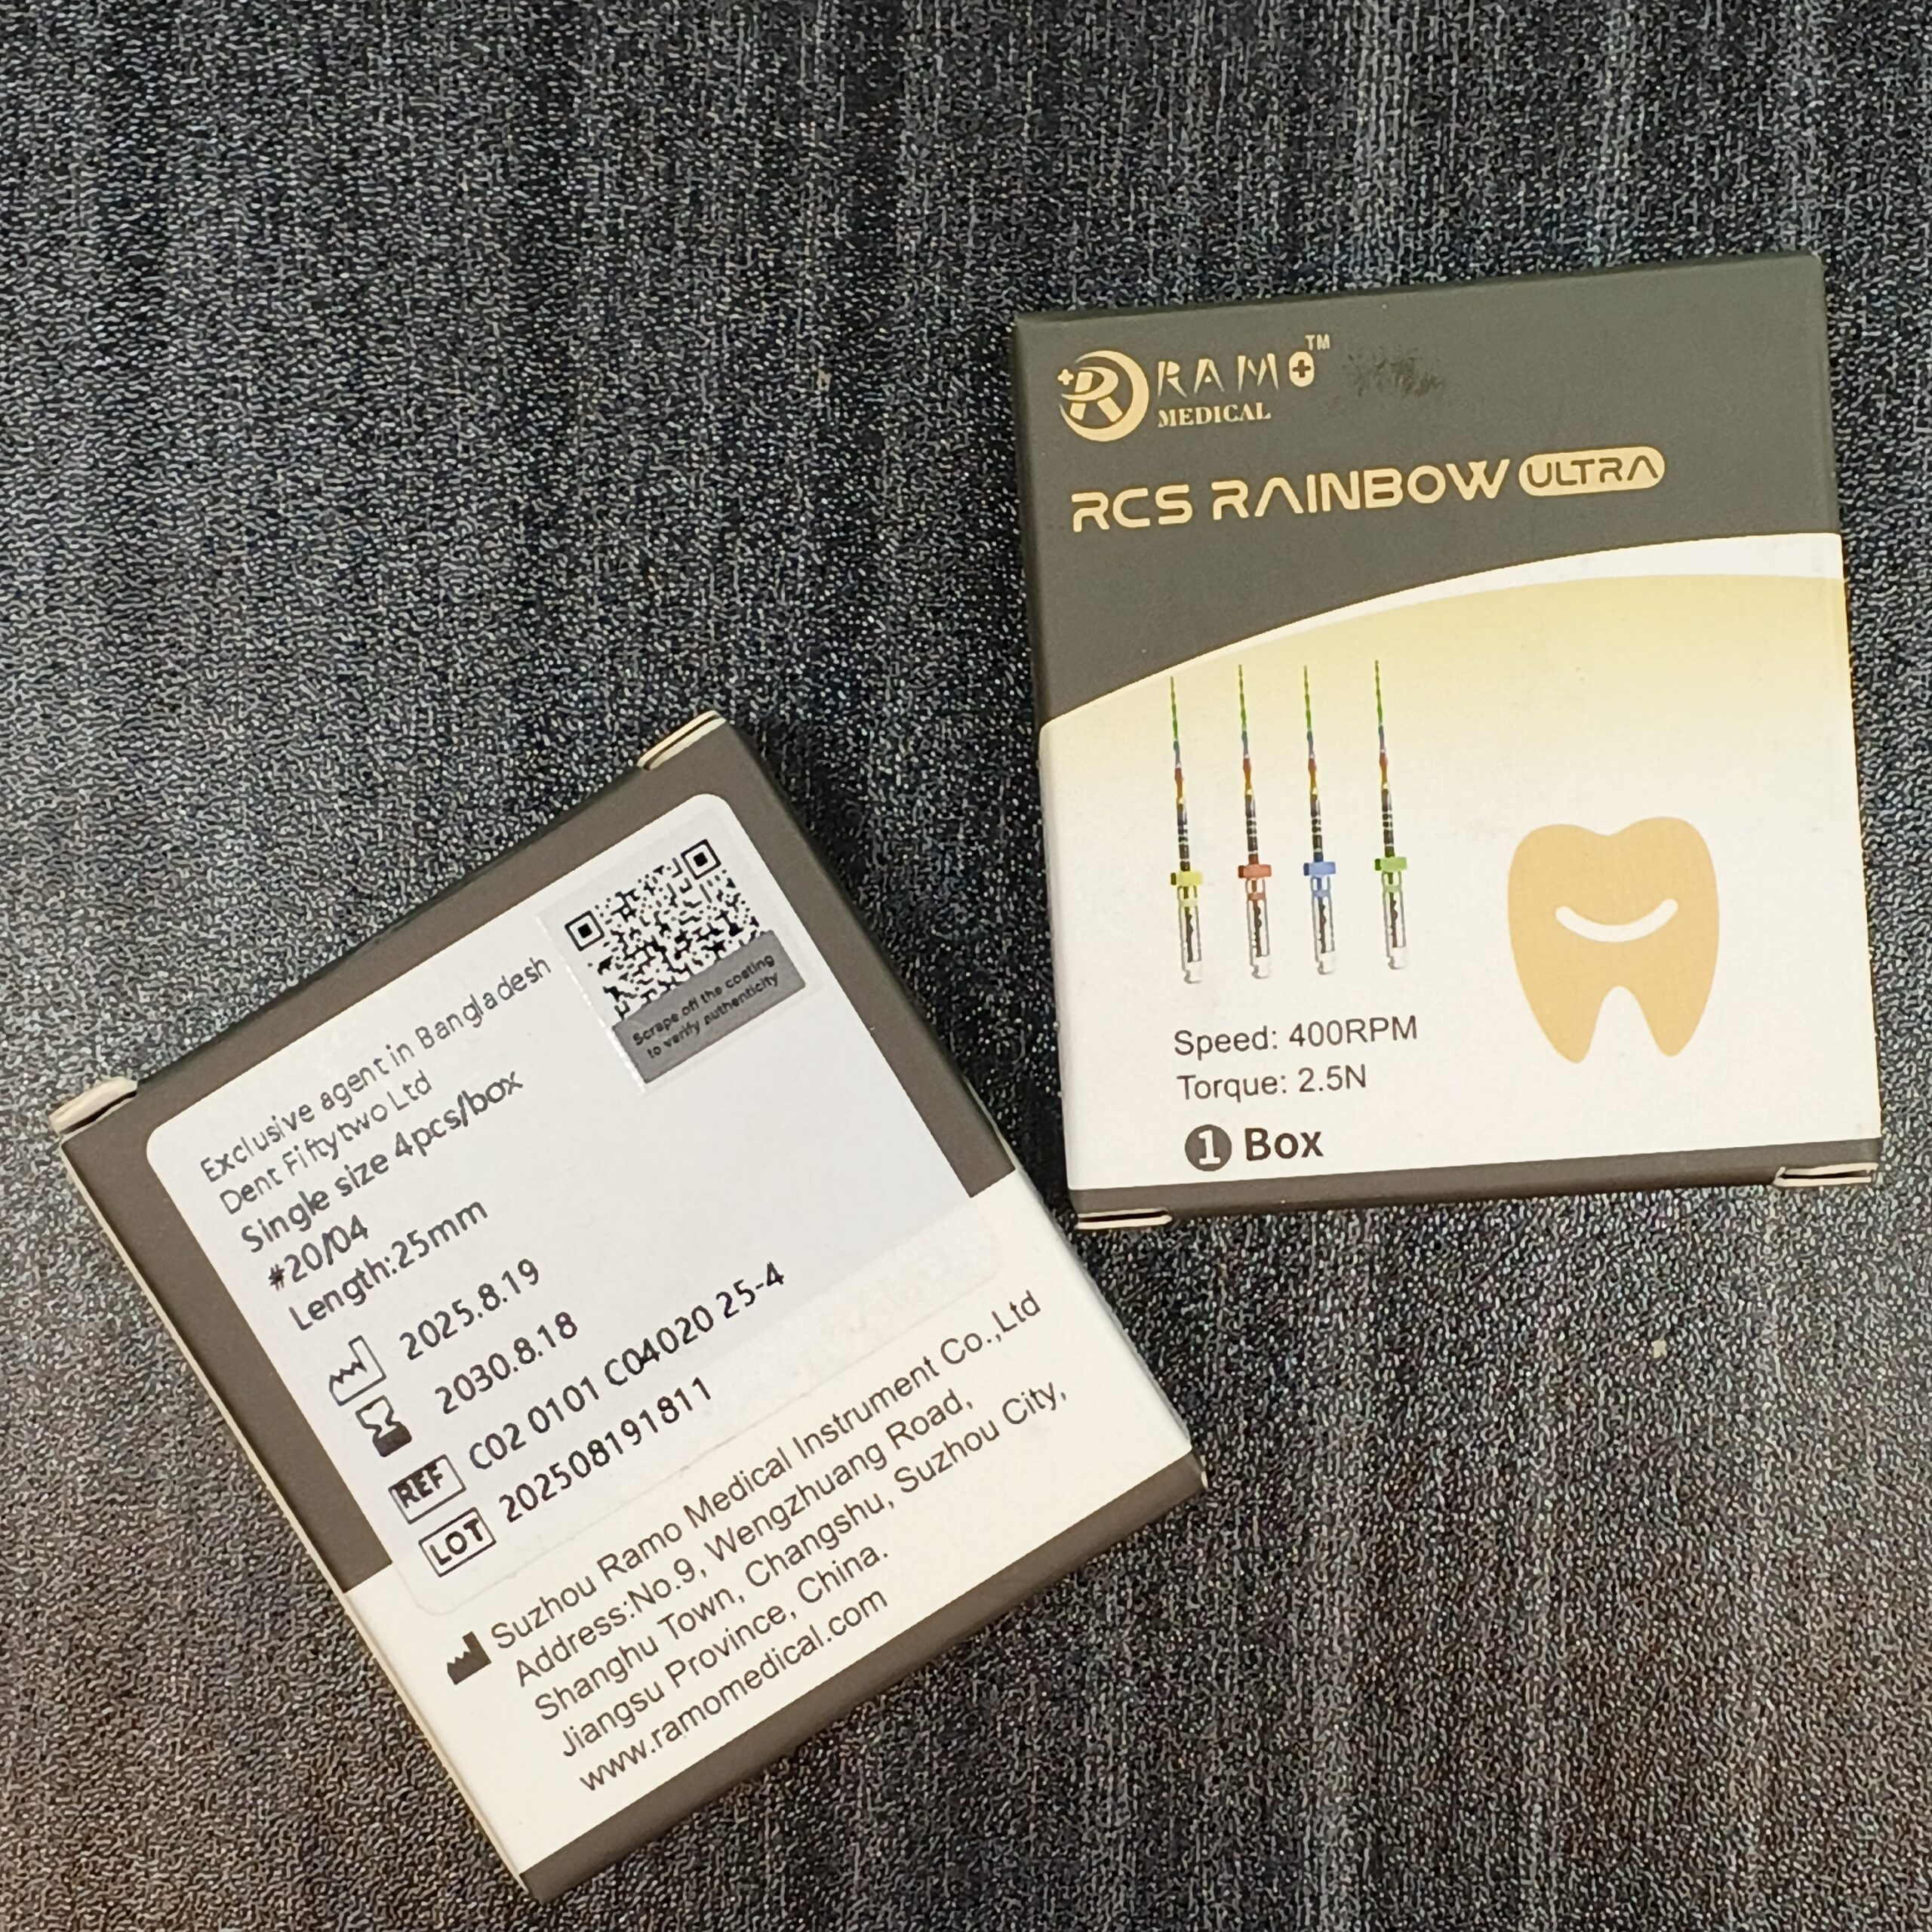 Exclusive agent in Bangladesh
Dent Fiftytwo Ltd
Single size 4pcs/box
#20/04
Length:25mm
2025.8.19
2030.8.18
REF C02 0101 C04020 25-4
LOT 202508191811
Scrape off the coating
to verify authenticity
Suzhou Ramo Medical Instrument Co.,Ltd
Address:No.9, Wengzhuang Road,
Shanghu Town, Changshu, Suzhou City,
Jiangsu Province, China.
www.ramomedical.com
RAMO™
MEDICAL
RCS RAINBOW ULTRA
Speed: 400RPM
Torque: 2.5N
1 Box